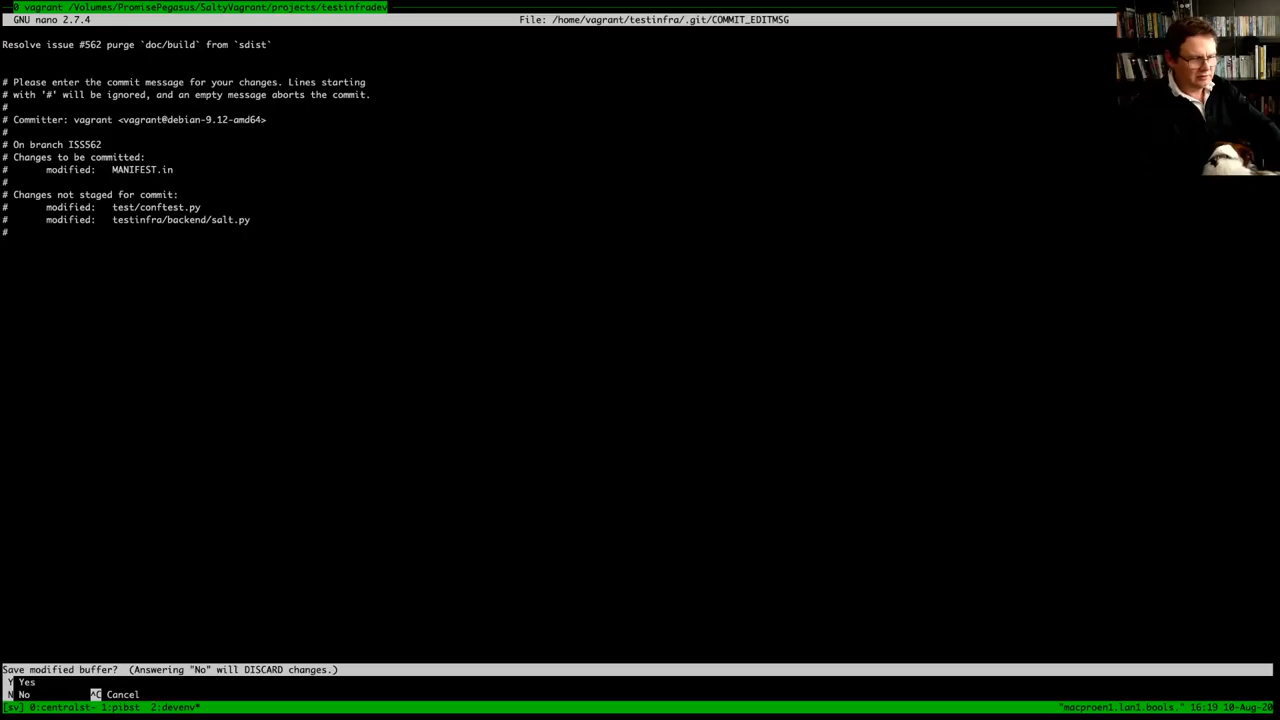 0 vagrant /Volumes/PromisePegasus/SaltyVagrant/projects/testinfradev
GNU nano 2.7.4 File: /home/vagrant/testinfra/.git/COMMIT_EDITMSG
Resolve issue #562 purge `doc/build` from `sdist`
# Please enter the commit message for your changes. Lines starting
# with '#' will be ignored, and an empty message aborts the commit.
#
# Committer: vagrant <vagrant@debian-9.12-amd64>
#
# On branch ISS562
# Changes to be committed:
# modified: MANIFEST.in
#
# Changes not staged for commit:
# modified: test/conftest.py
# modified: testinfra/backend/salt.py
#
Save modified buffer? (Answering "No" will DISCARD changes.)
Y Yes
N No ^C Cancel
[sv] 0:centralst- 1:pibst 2:devenv* "macproen1.lan1.bools." 16:19 10-Aug-20